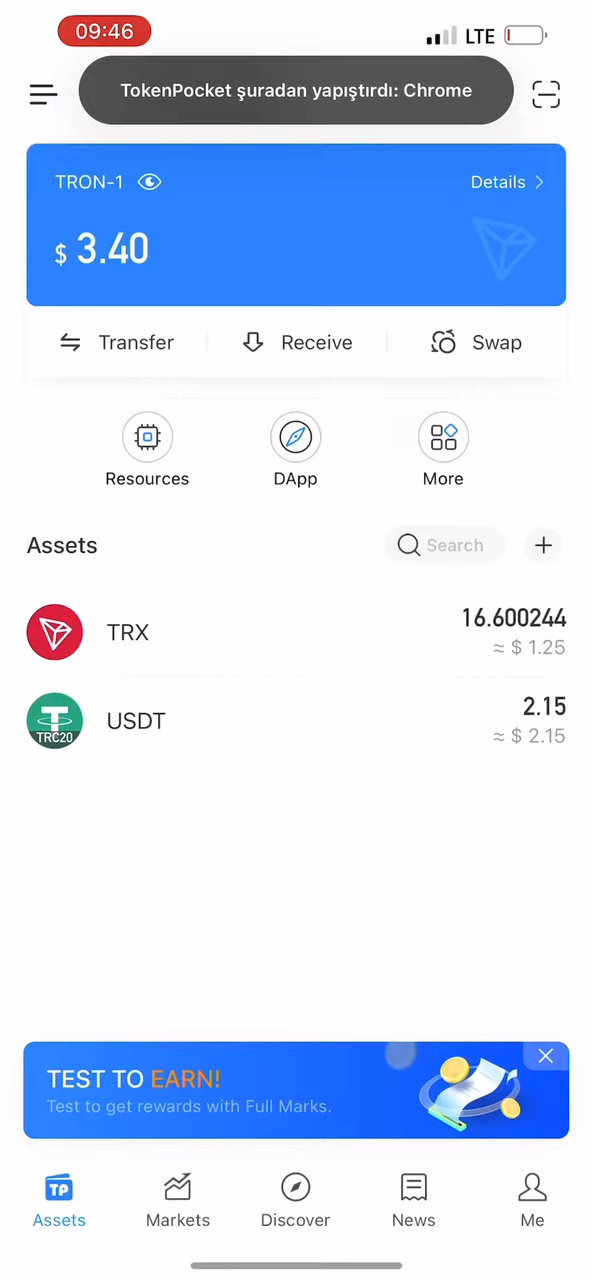 09:46
LTE
TokenPocket şuradan yapıştırdı: Chrome
TRON-1
Details
$ 3.40
Transfer
Receive
Swap
Resources
DApp
More
Assets
Search
TRX
16.600244
≈ $ 1.25
TRC20
USDT
2.15
≈ $ 2.15
TEST TO EARN!
Test to get rewards with Full Marks.
TP
Assets
Markets
Discover
News
Me